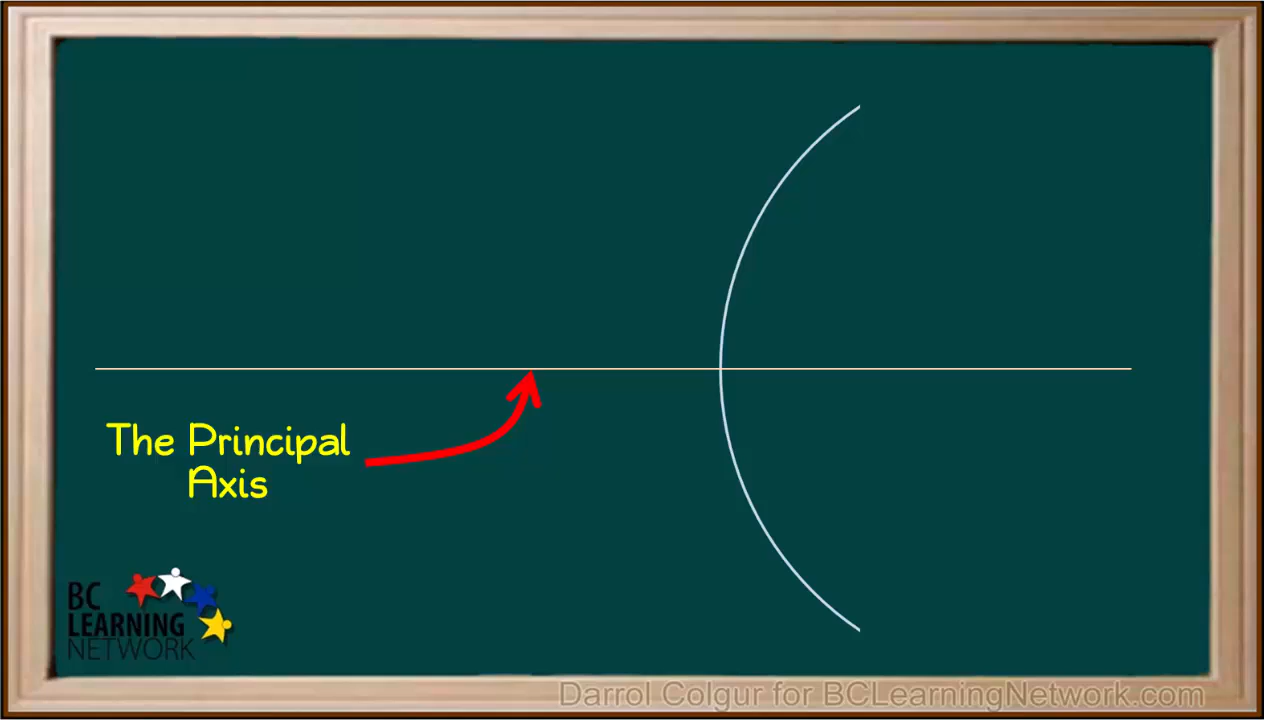 The Principal
Axis
BC
LEARNING
NETWORK
Darrol Colgur for BCLearningNetwork.com